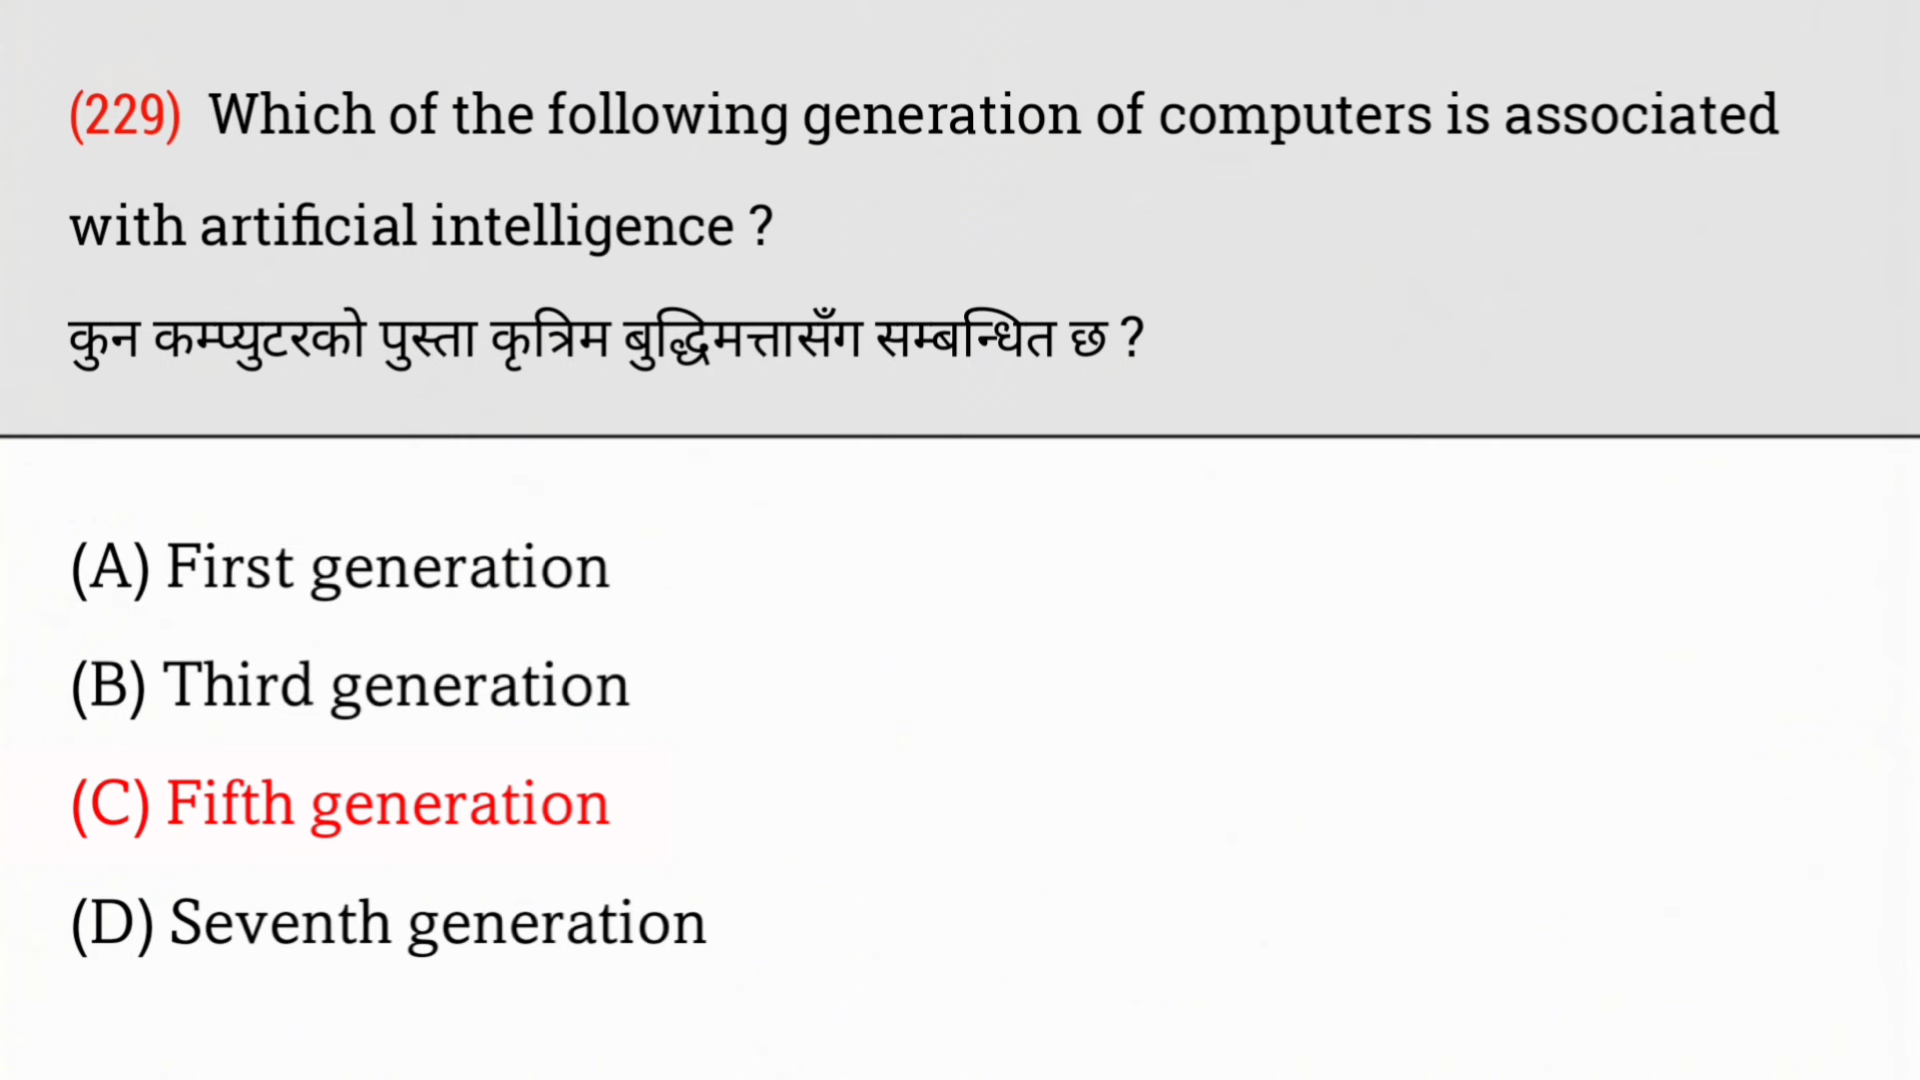 (229) Which of the following generation of computers is associated
with artificial intelligence ?
कुन कम्प्युटरको पुस्ता कृत्रिम बुद्धिमत्तासँग सम्बन्धित छ ?
(A) First generation
(B) Third generation
(C) Fifth generation
(D) Seventh generation